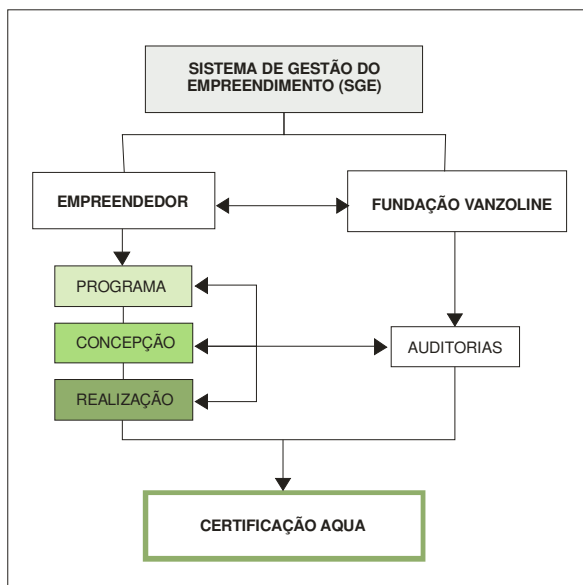 SISTEMA DE GESTÃO DO
EMPREENDIMENTO (SGE)
EMPREENDEDOR
FUNDAÇÃO VANZOLINE
PROGRAMA
CONCEPÇÃO
AUDITORIAS
REALIZAÇÃO
CERTIFICAÇÃO AQUA